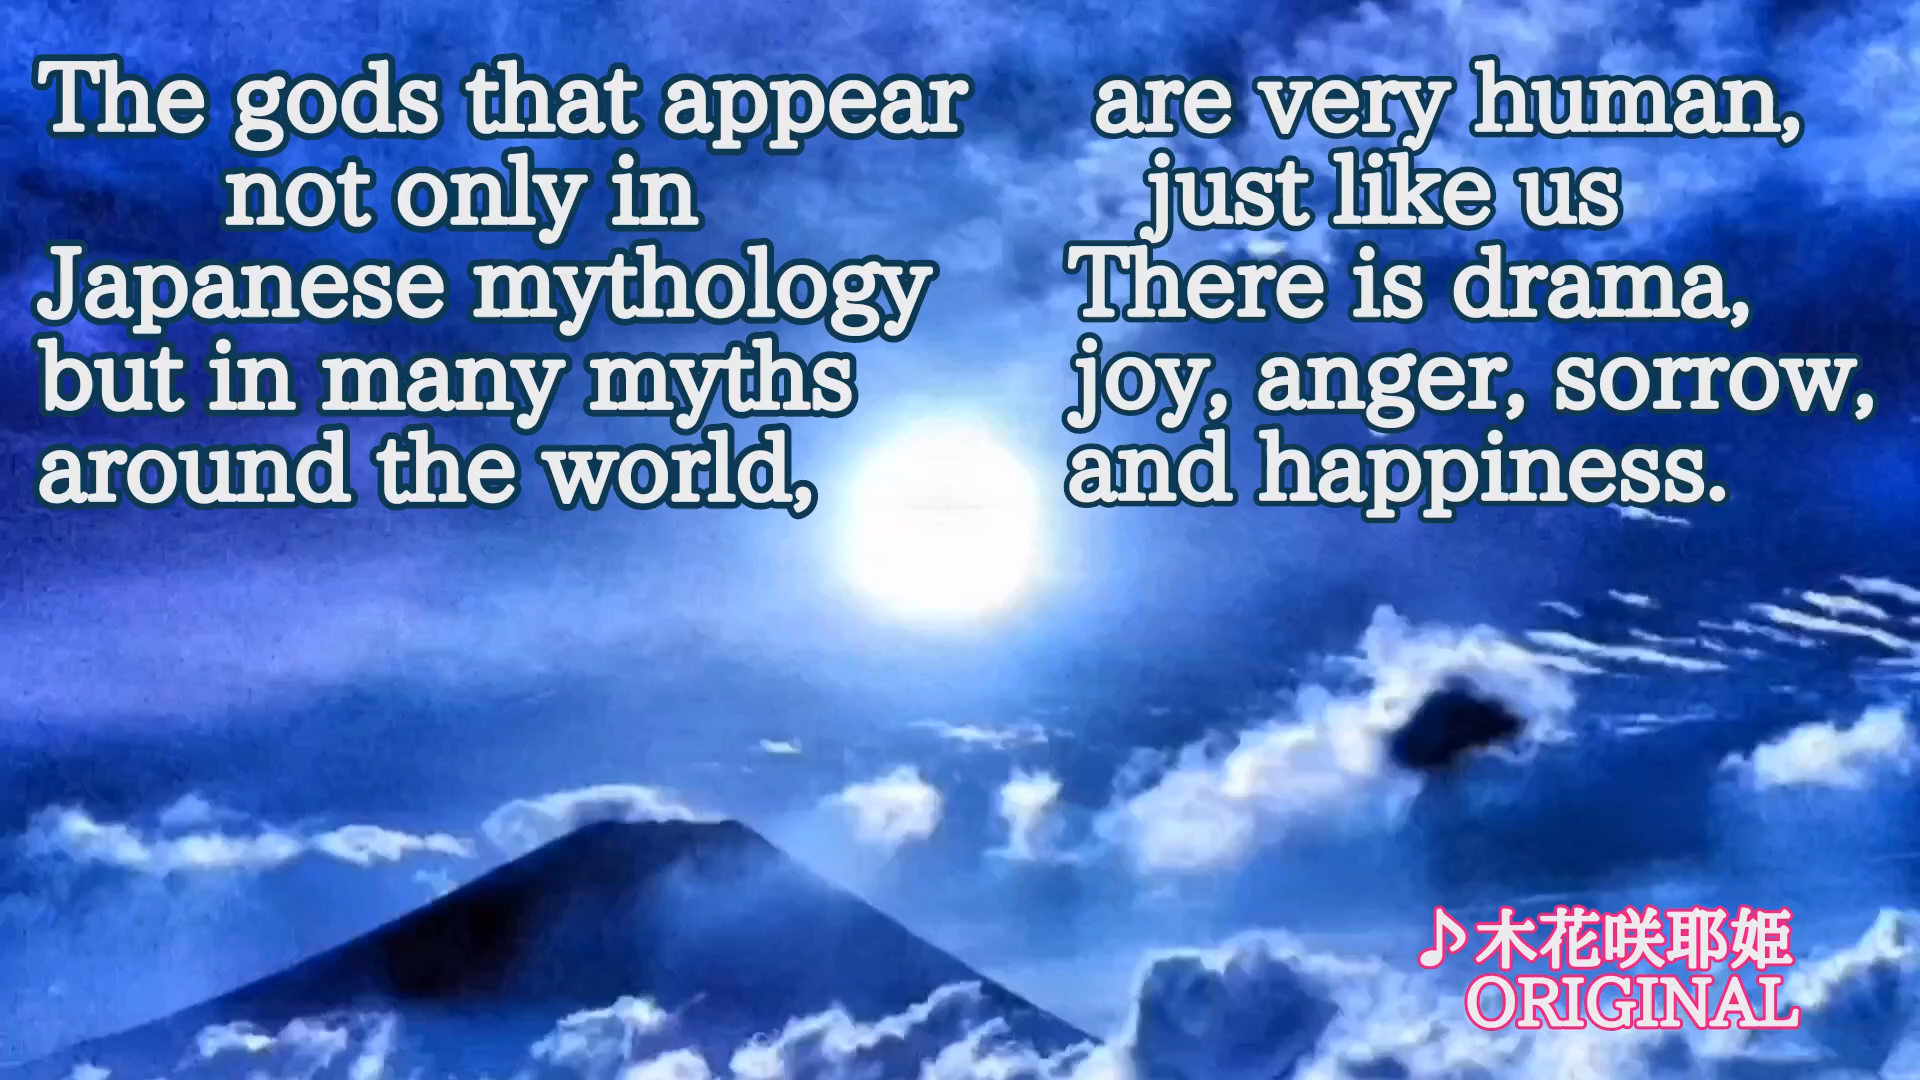 The gods that appear
not only in
Japanese mythology
but in many myths
around the world,
are very human,
just like us
There is drama,
joy, anger, sorrow,
and happiness.
♪木花咲耶姫
ORIGINAL